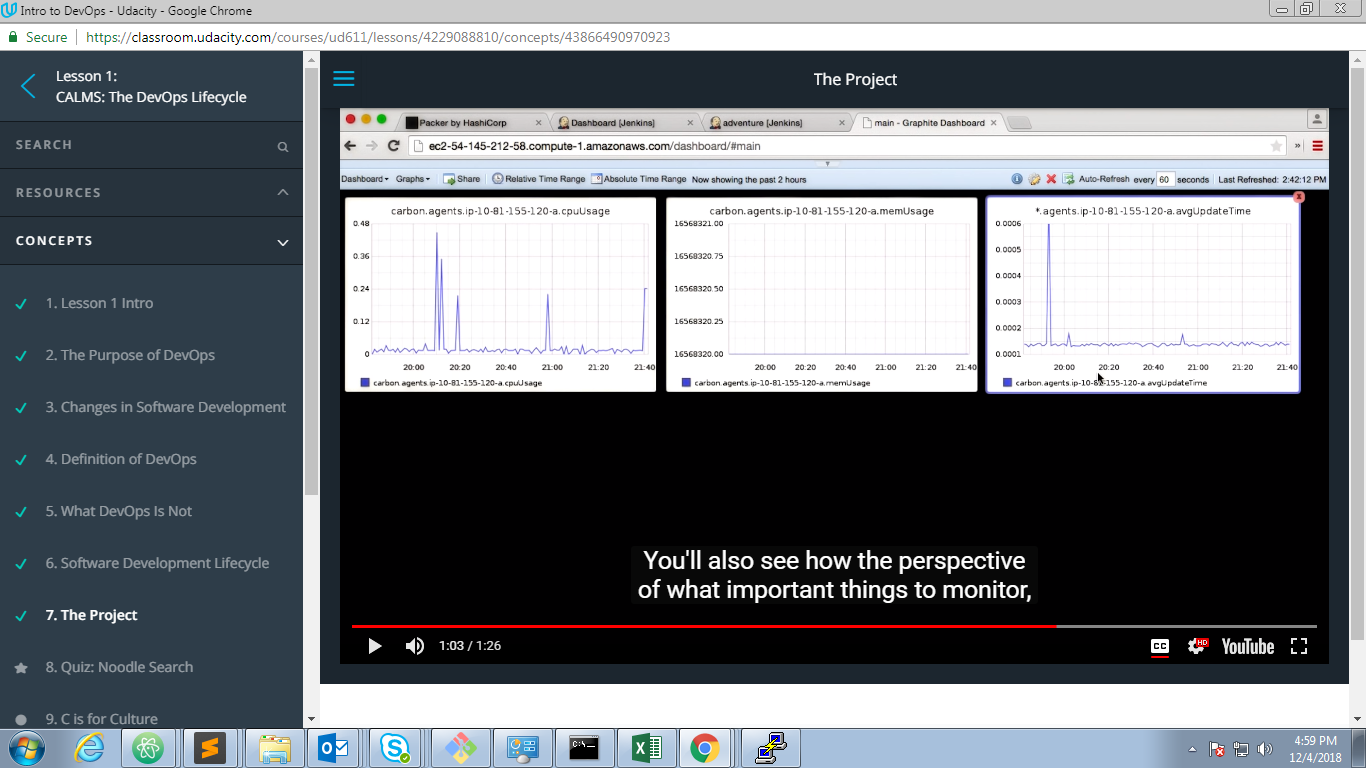 Intro to DevOps - Udacity - Google Chrome
Secure https://classroom.udacity.com/courses/ud611/lessons/4229088810/concepts/43866490970923
Lesson 1:
CALMS: The DevOps Lifecycle
SEARCH
RESOURCES
CONCEPTS
1. Lesson 1 Intro
2. The Purpose of DevOps
3. Changes in Software Development
4. Definition of DevOps
5. What DevOps Is Not
6. Software Development Lifecycle
7. The Project
8. Quiz: Noodle Search
9. C is for Culture
The Project
Packer by HashiCorp Dashboard [Jenkins] adventure [Jenkins] main - Graphite Dashboard
ec2-54-145-212-58.compute-1.amazonaws.com/dashboard/#main
Dashboard Graphs Share Relative Time Range Absolute Time Range Now showing the past 2 hours Auto-Refresh every 60 seconds Last Refreshed: 2:42:12 PM
carbon.agents.ip-10-81-155-120-a.cpuUsage
0.48
0.36
0.24
0.12
0
20:00 20:20 20:40 21:00 21:20 21:40
carbon.agents.ip-10-81-155-120-a.cpuUsage
carbon.agents.ip-10-81-155-120-a.memUsage
16568321.00
16568320.75
16568320.50
16568320.25
16568320.00
20:00 20:20 20:40 21:00 21:20 21:40
carbon.agents.ip-10-81-155-120-a.memUsage
*.agents.ip-10-81-155-120-a.avgUpdateTime
0.0006
0.0005
0.0004
0.0003
0.0002
0.0001
20:00 20:20 20:40 21:00 21:20 21:40
carbon.agents.ip-10-81-155-120-a.avgUpdateTime
You'll also see how the perspective
of what important things to monitor,
1:03 / 1:26
CC HD YouTube
4:59 PM
12/4/2018